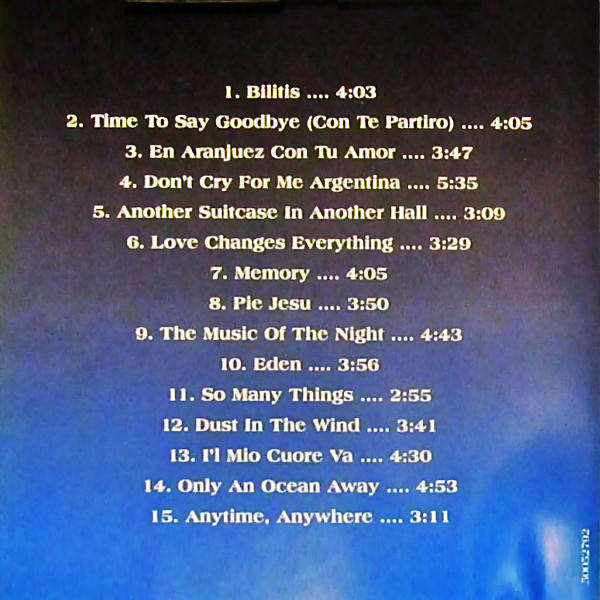 1. Bilitis .... 4:03
2. Time To Say Goodbye (Con Te Partiro) .... 4:05
3. En Aranjuez Con Tu Amor .... 3:47
4. Don't Cry For Me Argentina .... 5:35
5. Another Suitcase In Another Hall .... 3:09
6. Love Changes Everything .... 3:29
7. Memory .... 4:05
8. Pie Jesu .... 3:50
9. The Music Of The Night .... 4:43
10. Eden .... 3:56
11. So Many Things .... 2:55
12. Dust In The Wind .... 3:41
13. I'l Mio Cuore Va .... 4:30
14. Only An Ocean Away .... 4:53
15. Anytime, Anywhere .... 3:11
50052702